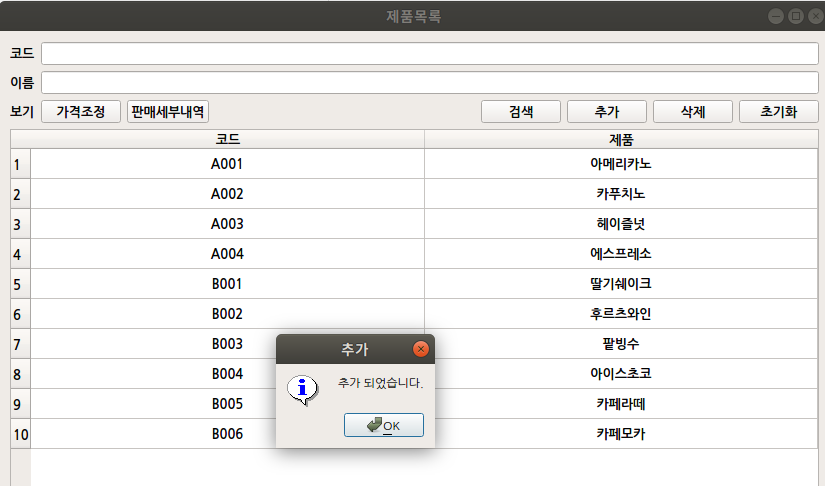 제품목록
코드
이름
보기 가격조정 판매세부내역 검색 추가 삭제 초기화
코드 제품
1 A001 아메리카노
2 A002 카푸치노
3 A003 헤이즐넛
4 A004 에스프레소
5 B001 딸기쉐이크
6 B002 후르츠와인
7 B003 팥빙수
8 B004 아이스초코
9 B005 카페라떼
10 B006 카페모카
추가
추가 되었습니다.
OK